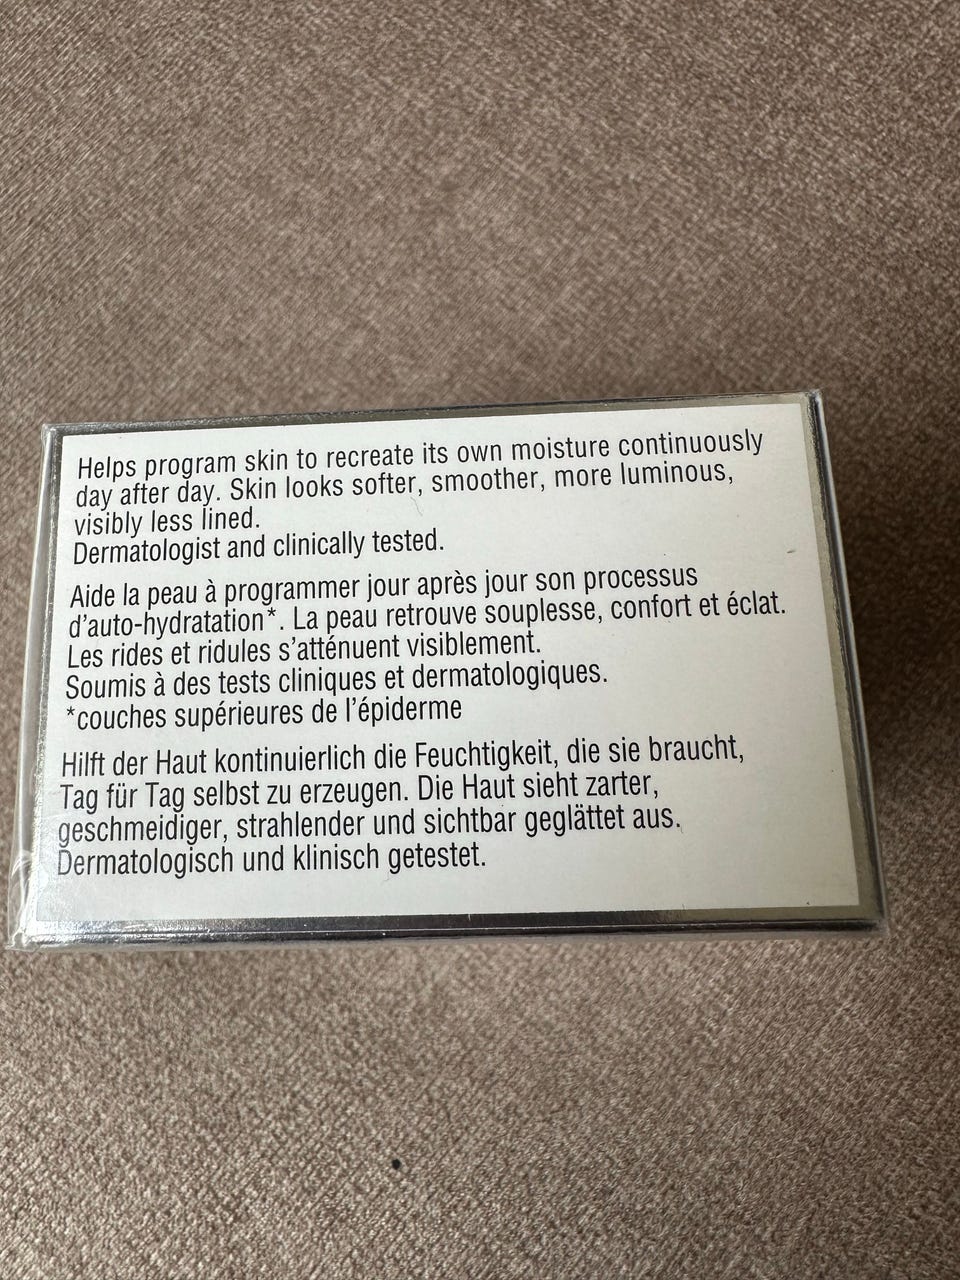 Helps program skin to recreate its own moisture continuously
day after day. Skin looks softer, smoother, more luminous,
visibly less lined.
Dermatologist and clinically tested.
Aide la peau à programmer jour après jour son processus
d'auto-hydratation*. La peau retrouve souplesse, confort et éclat.
Les rides et ridules s'atténuent visiblement.
Soumis à des tests cliniques et dermatologiques.
*couches supérieures de l'épiderme
Hilft der Haut kontinuierlich die Feuchtigkeit, die sie braucht,
Tag für Tag selbst zu erzeugen. Die Haut sieht zarter,
geschmeidiger, strahlender und sichtbar geglättet aus.
Dermatologisch und klinisch getestet.